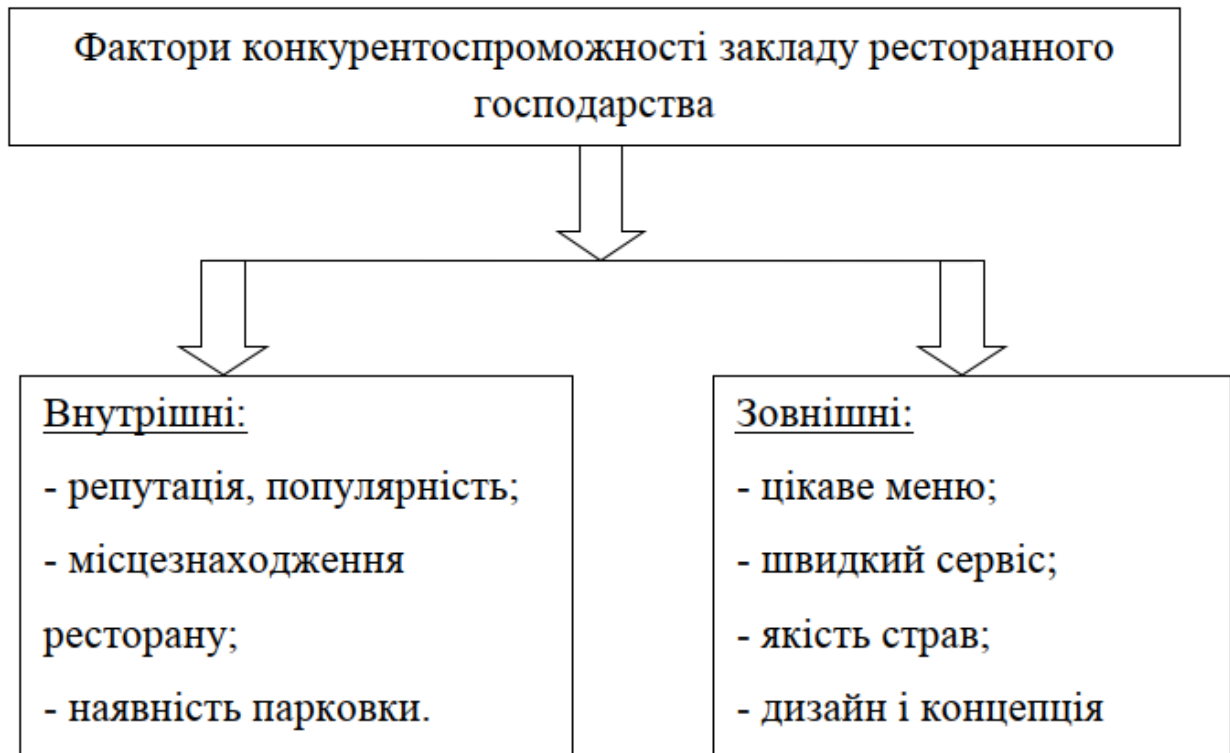 Фактори конкурентоспроможності закладу ресторанного
господарства
Внутрішні:
- репутація, популярність;
- місцезнаходження
ресторану;
- наявність парковки.
Зовнішні:
- цікаве меню;
- швидкий сервіс;
- якість страв;
- дизайн і концепція